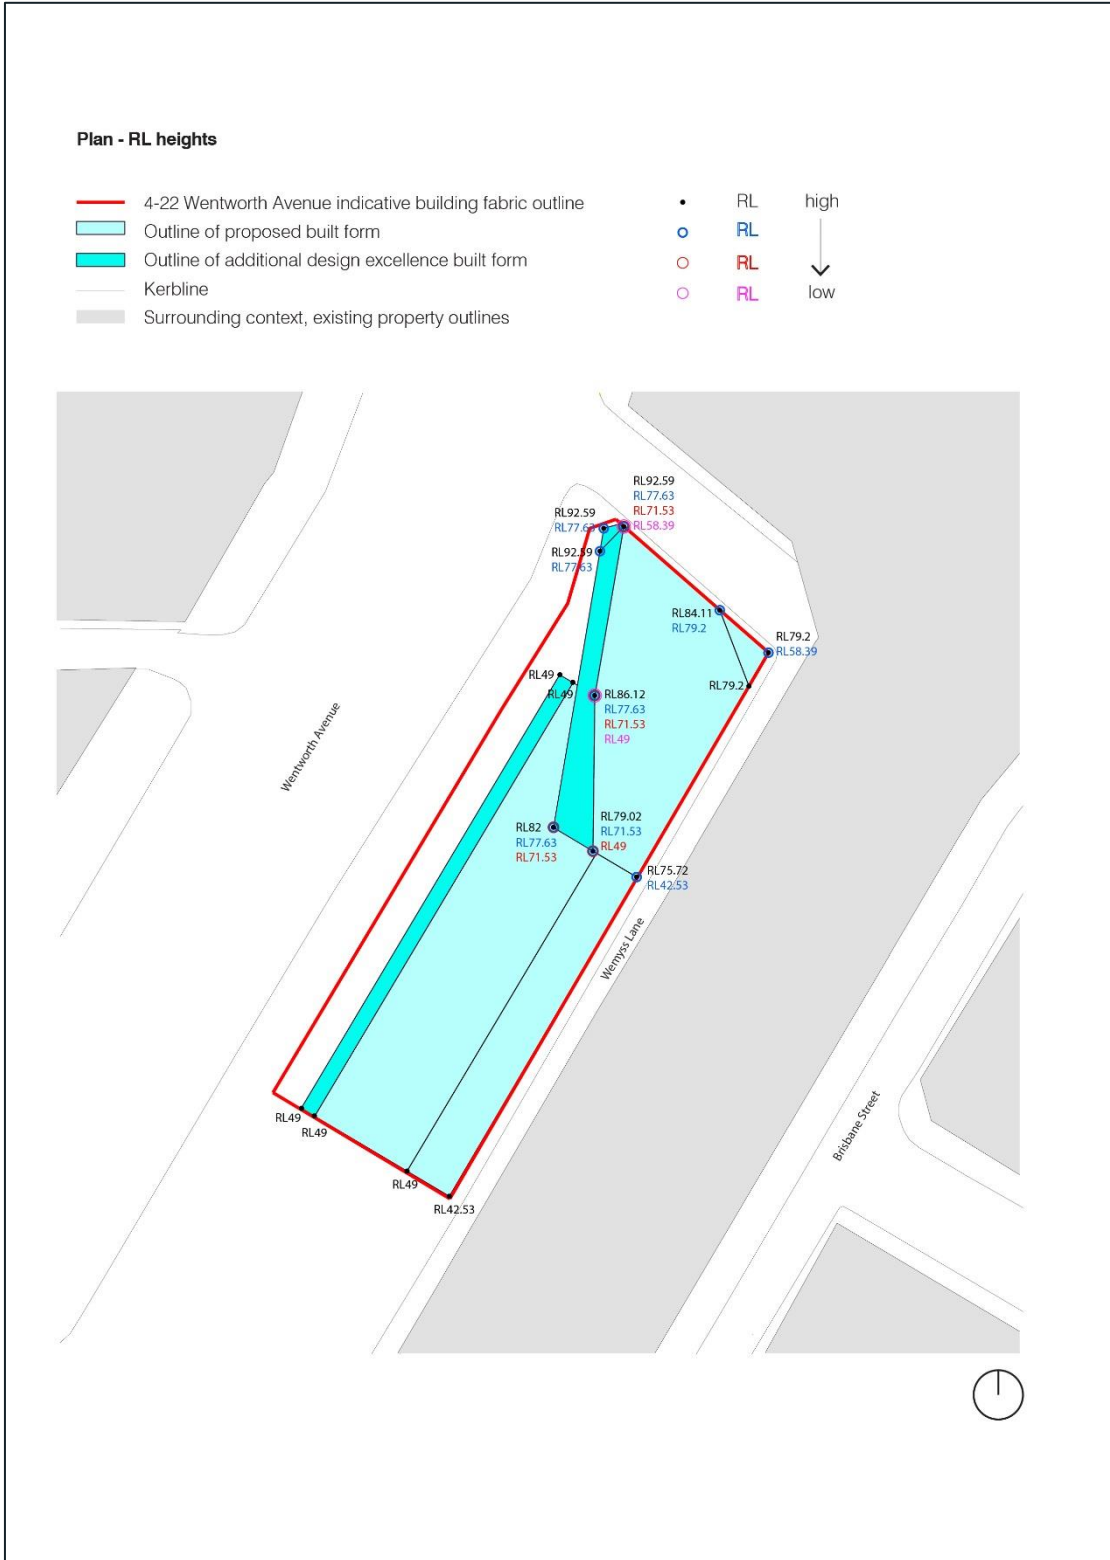 Plan - RL heights
4-22 Wentworth Avenue indicative building fabric outline
Outline of proposed built form
Outline of additional design excellence built form
Kerbline
Surrounding context, existing property outlines
RL high
RL
RL
RL low
RL92.59
RL77.63
RL71.53
RL58.39
RL92.59
RL77.63
RL92.59
RL77.63
RL84.11
RL79.2
RL79.2
RL58.39
RL79.2
RL49
RL49
RL86.12
RL77.63
RL71.53
RL49
Wentworth Avenue
RL82
RL77.63
RL71.53
RL79.02
RL71.53
RL49
RL75.72
RL42.53
Wemyss Lane
Brisbane Street
RL49
RL49
RL49
RL42.53